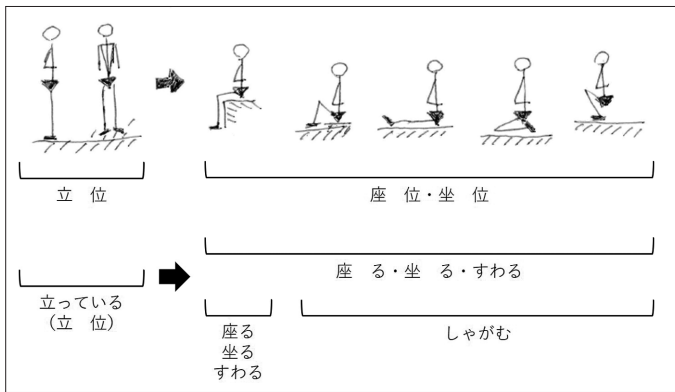 立　位
座　位・坐　位
座　る・坐　る・すわる
立っている
（立　位）
座る
坐る
すわる
しゃがむ